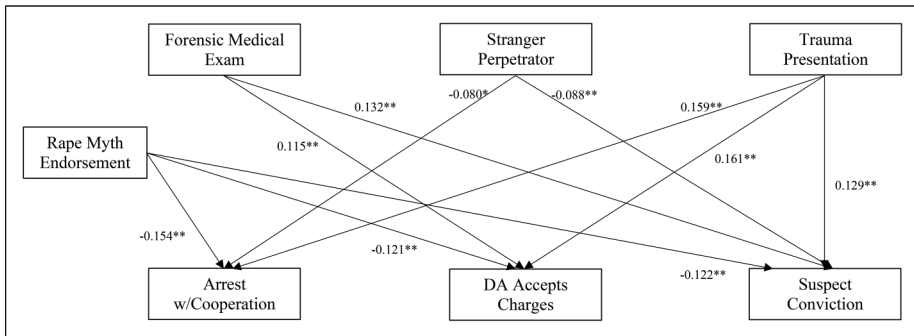 Forensic Medical
Exam
Stranger
Perpetrator
Trauma
Presentation
-0.080*
-0.088**
0.132**
0.159**
Rape Myth
Endorsement
0.115**
0.161**
0.129**
-0.154**
-0.121**
-0.122**
Arrest
w/Cooperation
DA Accepts
Charges
Suspect
Conviction